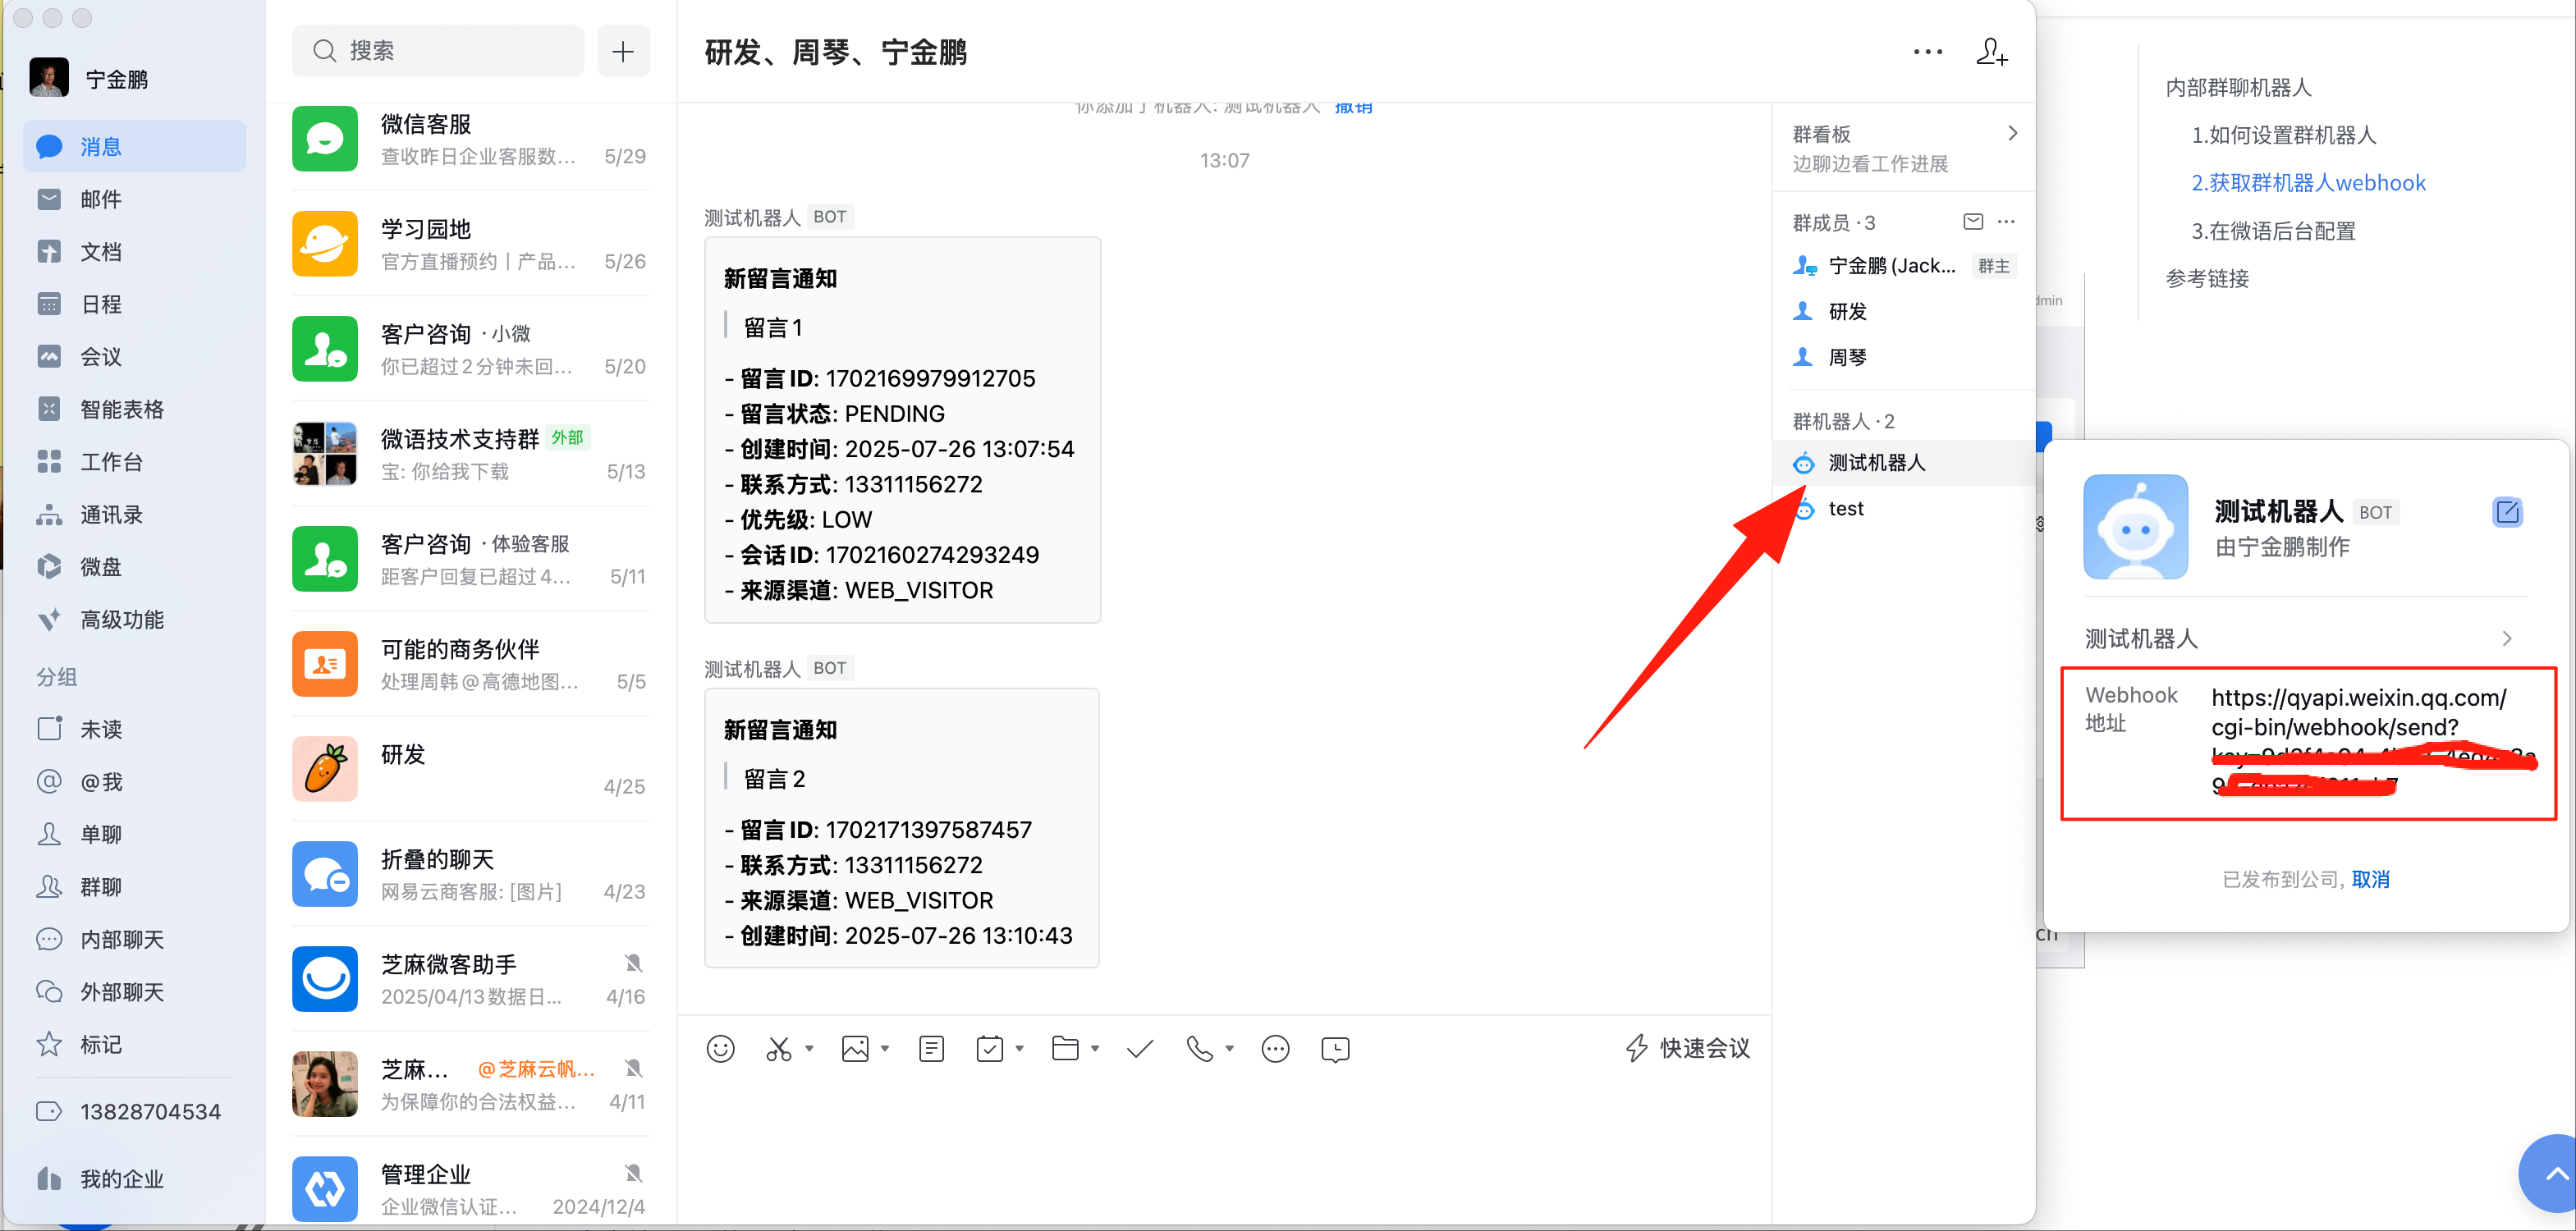 宁金鹏
消息
邮件
文档
日程
会议
智能表格
工作台
通讯录
微盘
高级功能
分组
未读
@我
单聊
群聊
内部聊天
外部聊天
标记
13828704534
我的企业
搜索
微信客服
查收昨日企业客服数... 5/29
学习园地
官方直播预约丨产品... 5/26
客户咨询 ·小微
你已超过2分钟未回... 5/20
微语技术支持群 外部
宝: 你给我下载 5/13
客户咨询 ·体验客服
距客户回复已超过4... 5/11
可能的商务伙伴
处理周韩@高德地图... 5/5
研发
4/25
折叠的聊天
网易云商客服: [图片] 4/23
芝麻微客助手
2025/04/13数据日... 4/16
芝麻... @芝麻云帆...
为保障你的合法权益... 4/11
管理企业
企业微信认证... 2024/12/4
研发、周琴、宁金鹏
你添加了机器人: 测试机器人 撤销
13:07
测试机器人 BOT
新留言通知
留言1
- 留言ID: 1702169979912705
- 留言状态: PENDING
- 创建时间: 2025-07-26 13:07:54
- 联系方式: 13311156272
- 优先级: LOW
- 会话ID: 1702160274293249
- 来源渠道: WEB_VISITOR
测试机器人 BOT
新留言通知
留言2
- 留言ID: 1702171397587457
- 联系方式: 13311156272
- 来源渠道: WEB_VISITOR
- 创建时间: 2025-07-26 13:10:43
快速会议
群看板
边聊边看工作进展
群成员·3
宁金鹏(Jack... 群主
研发
周琴
群机器人·2
测试机器人
test
内部群聊机器人
1.如何设置群机器人
2.获取群机器人webhook
3.在微语后台配置
参考链接
测试机器人 BOT
由宁金鹏制作
测试机器人
Webhook
地址
https://qyapi.weixin.qq.com/
cgi-bin/webhook/send?
已发布到公司, 取消